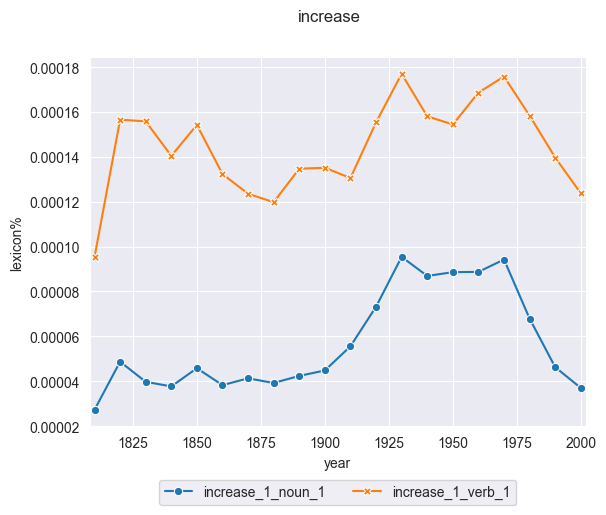 increase
0.00018
0.00016
0.00014
0.00012
0.00010
0.00008
0.00006
0.00004
0.00002
lexicon%
1825 1850 1875 1900 1925 1950 1975 2000
year
increase_1_noun_1 increase_1_verb_1